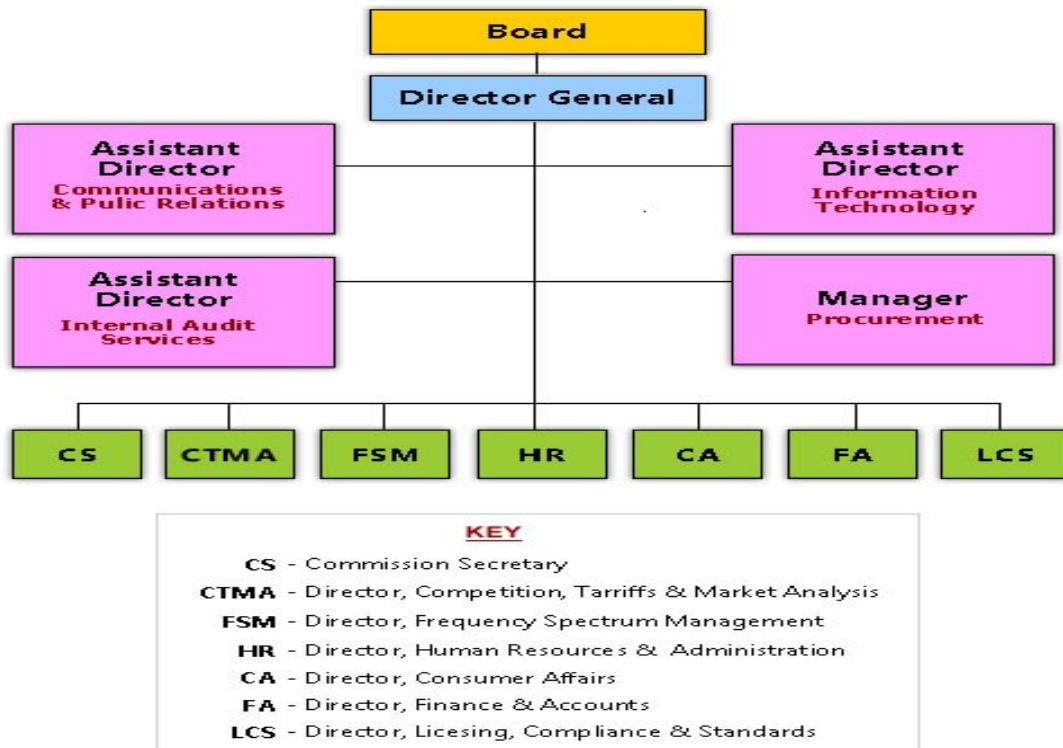 Board
Director General
Assistant
Director
Communications
& Pulic Relations
Assistant
Director
Information
Technology
Assistant
Director
Internal Audit
Services
Manager
Procurement
CS
CTMA
FSM
HR
CA
FA
LCS
KEY
CS - Commission Secretary
CTMA - Director, Competition, Tarriffs & Market Analysis
FSM - Director, Frequency Spectrum Management
HR - Director, Human Resources & Administration
CA - Director, Consumer Affairs
FA - Director, Finance & Accounts
LCS - Director, Licesing, Compliance & Standards